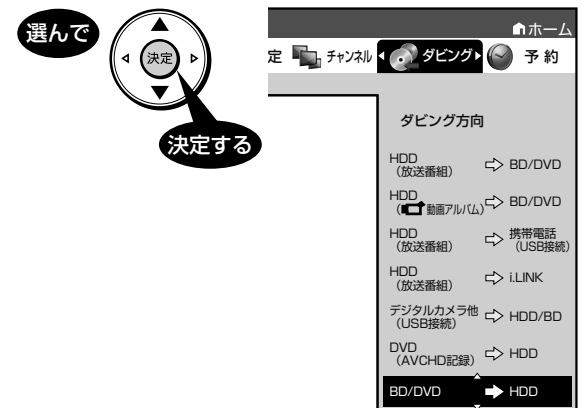 選んで
決定
決定する
ホーム
定 チャンネル ダビング 予約
ダビング方向
HDD
（放送番組） ⇨ BD/DVD
HDD
（動画アルバム） ⇨ BD/DVD
HDD
（放送番組） ⇨ 携帯電話
（USB接続）
HDD
（放送番組） ⇨ i.LINK
デジタルカメラ他
（USB接続） ⇨ HDD/BD
DVD
（AVCHD記録） ⇨ HDD
BD/DVD ➡ HDD